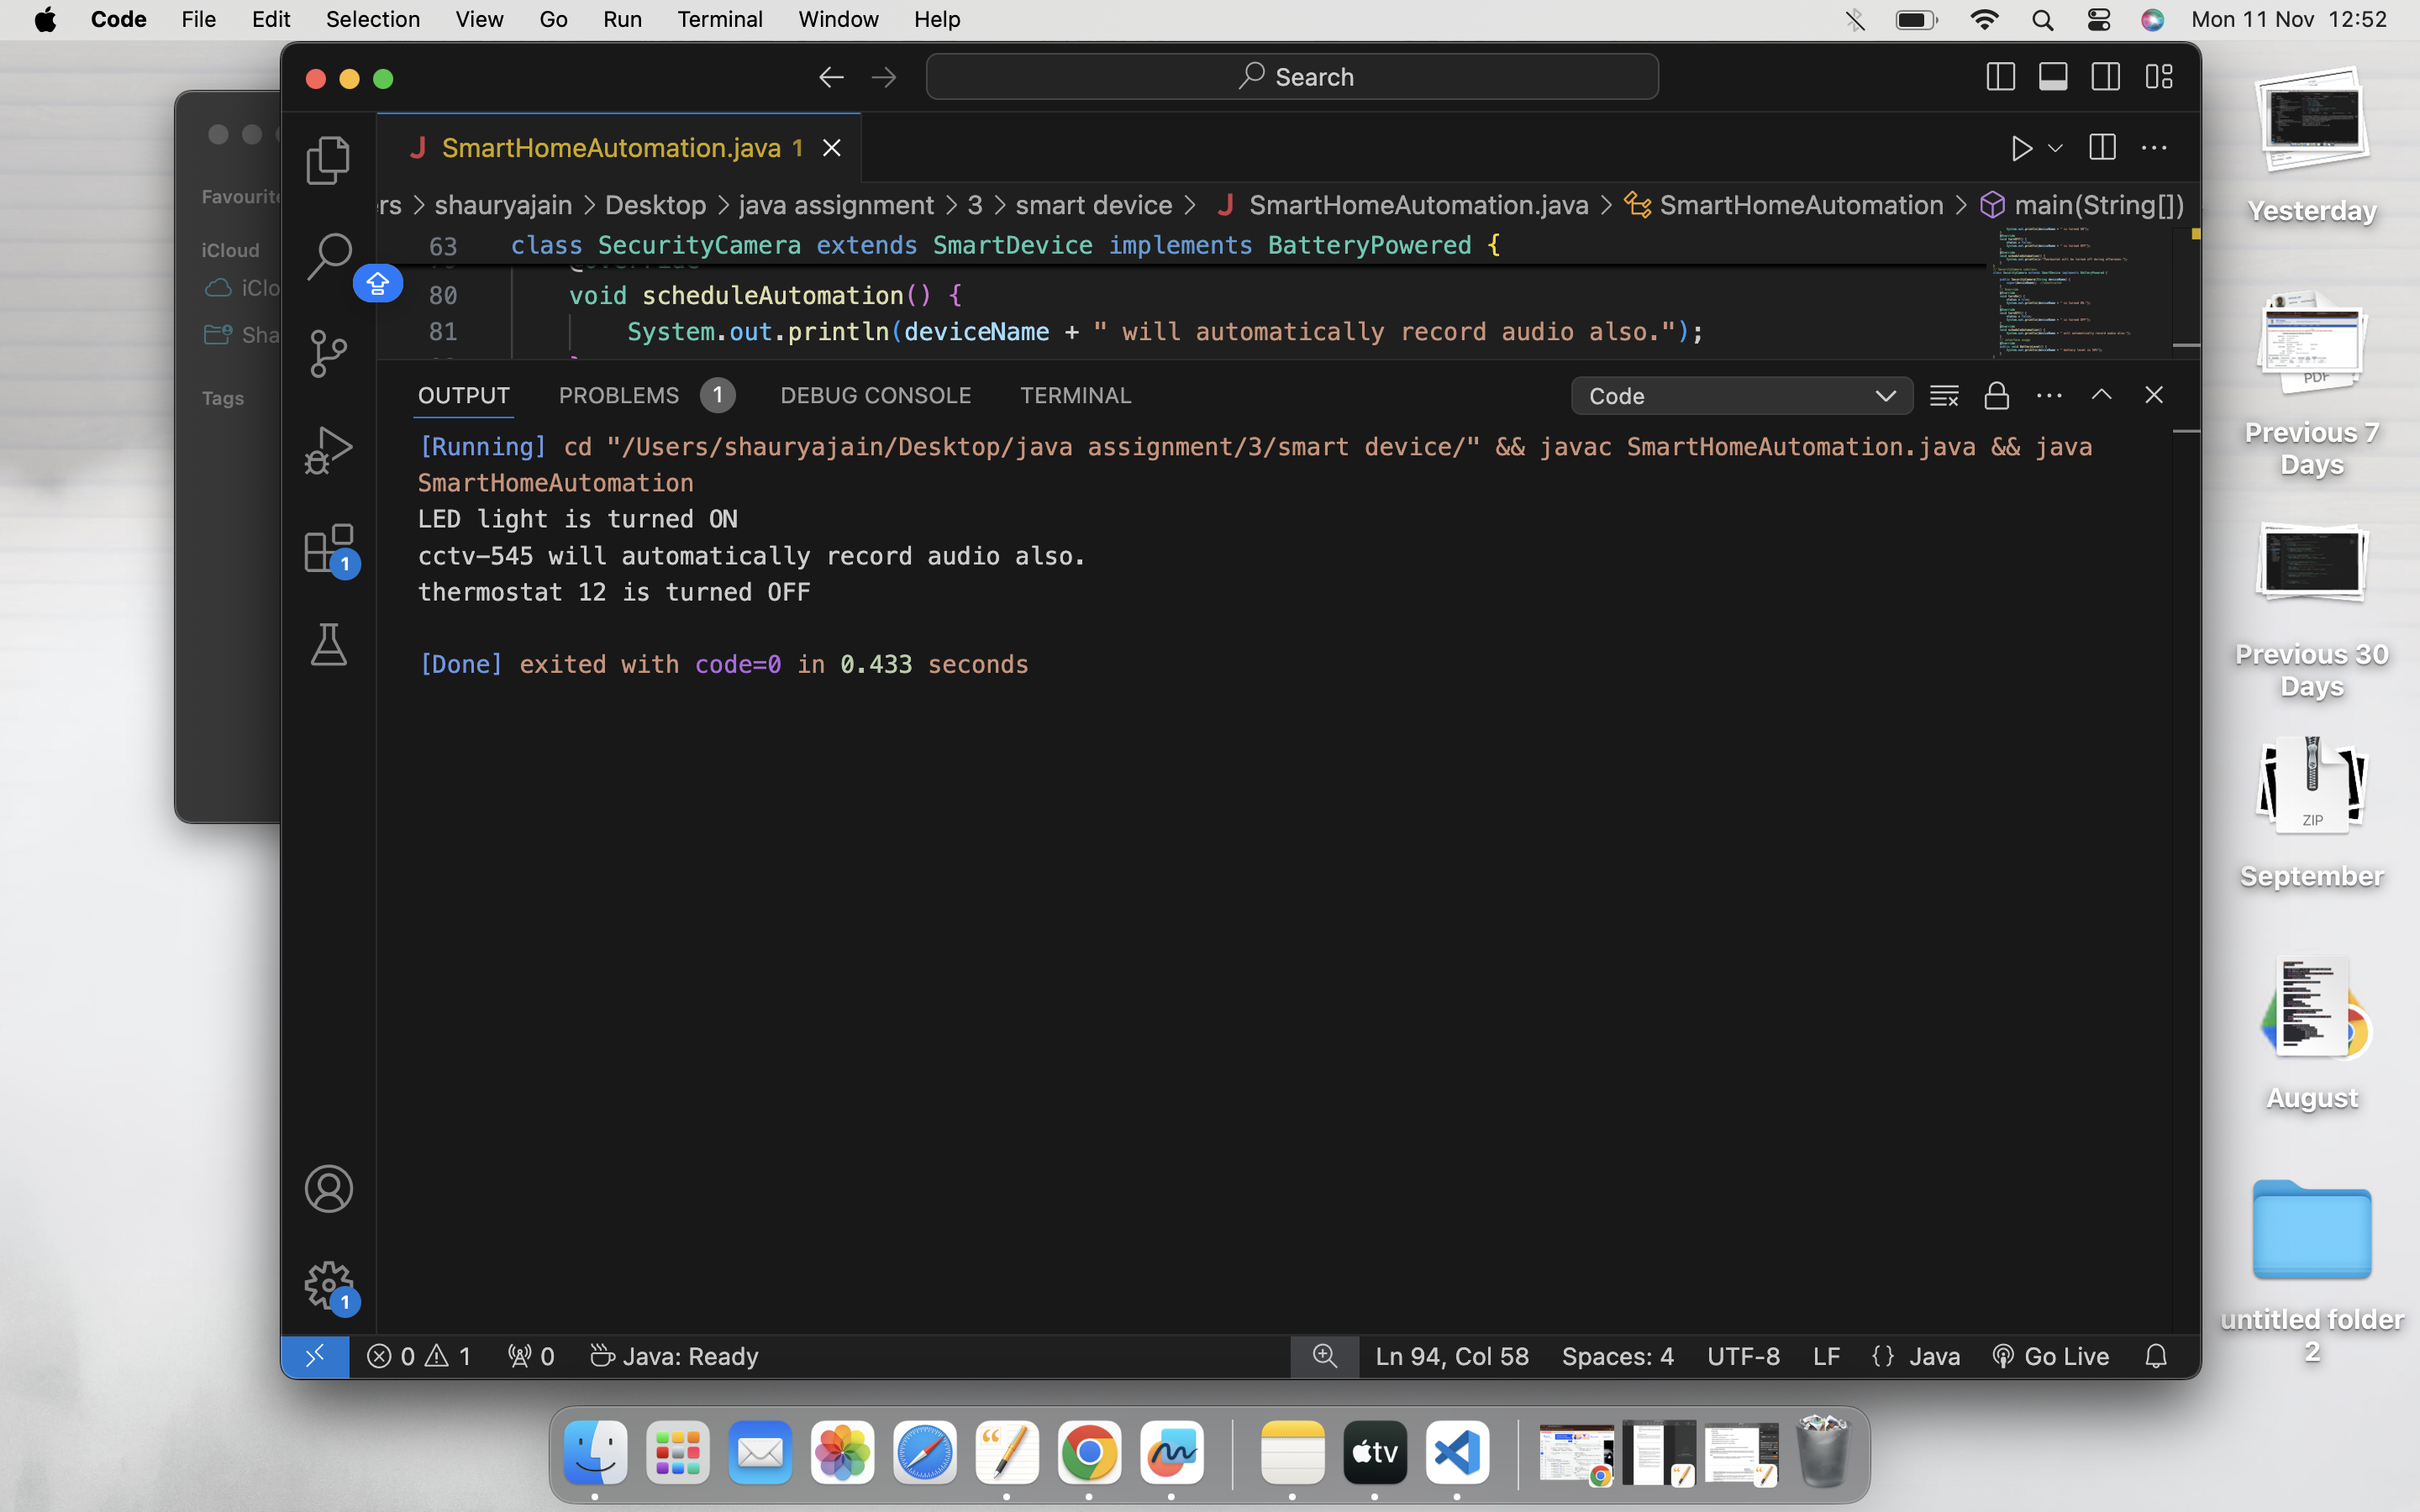 Code File Edit Selection View Go Run Terminal Window Help Mon 11 Nov 12:52
Search
SmartHomeAutomation.java 1
rs > shauryajain > Desktop > java assignment > 3 > smart device > SmartHomeAutomation.java > SmartHomeAutomation > main(String[])
63 class SecurityCamera extends SmartDevice implements BatteryPowered {
80 void scheduleAutomation() {
81 System.out.println(deviceName + " will automatically record audio also.");
OUTPUT PROBLEMS 1 DEBUG CONSOLE TERMINAL Code
[Running] cd "/Users/shauryajain/Desktop/java assignment/3/smart device/" && javac SmartHomeAutomation.java && java
SmartHomeAutomation
LED light is turned ON
cctv-545 will automatically record audio also.
thermostat 12 is turned OFF
[Done] exited with code=0 in 0.433 seconds
1
1
0 1 0 Java: Ready Ln 94, Col 58 Spaces: 4 UTF-8 LF {} Java Go Live
Favourite
iCloud
iClo
Sha
Tags
Yesterday
PDF
Previous 7
Days
Previous 30
Days
ZIP
September
August
untitled folder
2
tv